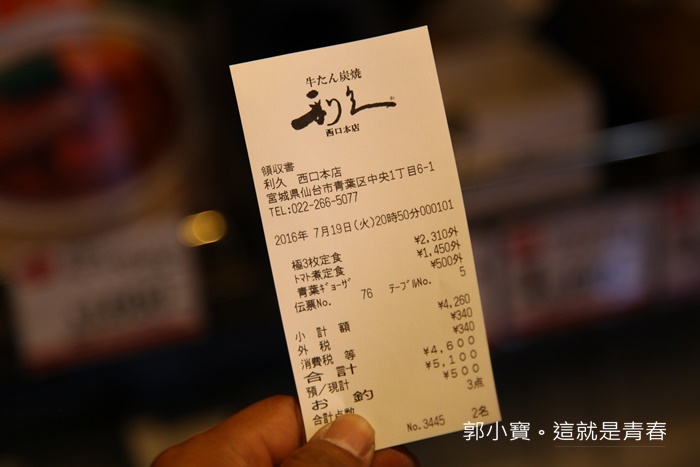 牛たん炭焼
利久®
西口本店
領収書
利久 西口本店
宮城県仙台市青葉区中央1丁目6-1
TEL:022-266-5077
2016年 7月19日(火)20時50分000101
極3枚定食 ¥2,310外
ﾄﾏﾄ煮定食 ¥1,450外
青葉ｷﾞｮｰｻﾞ ¥500外
伝票No. 76 ﾃｰﾌﾞﾙNo. 5
小 計 額 ¥4,260
外 税 ¥340
消費税 等 ¥340
合 計 ¥4,600
預/現計 ¥5,100
お 釣 ¥500
合計点数 3点
No.3445 2名
郭小寶。這就是青春